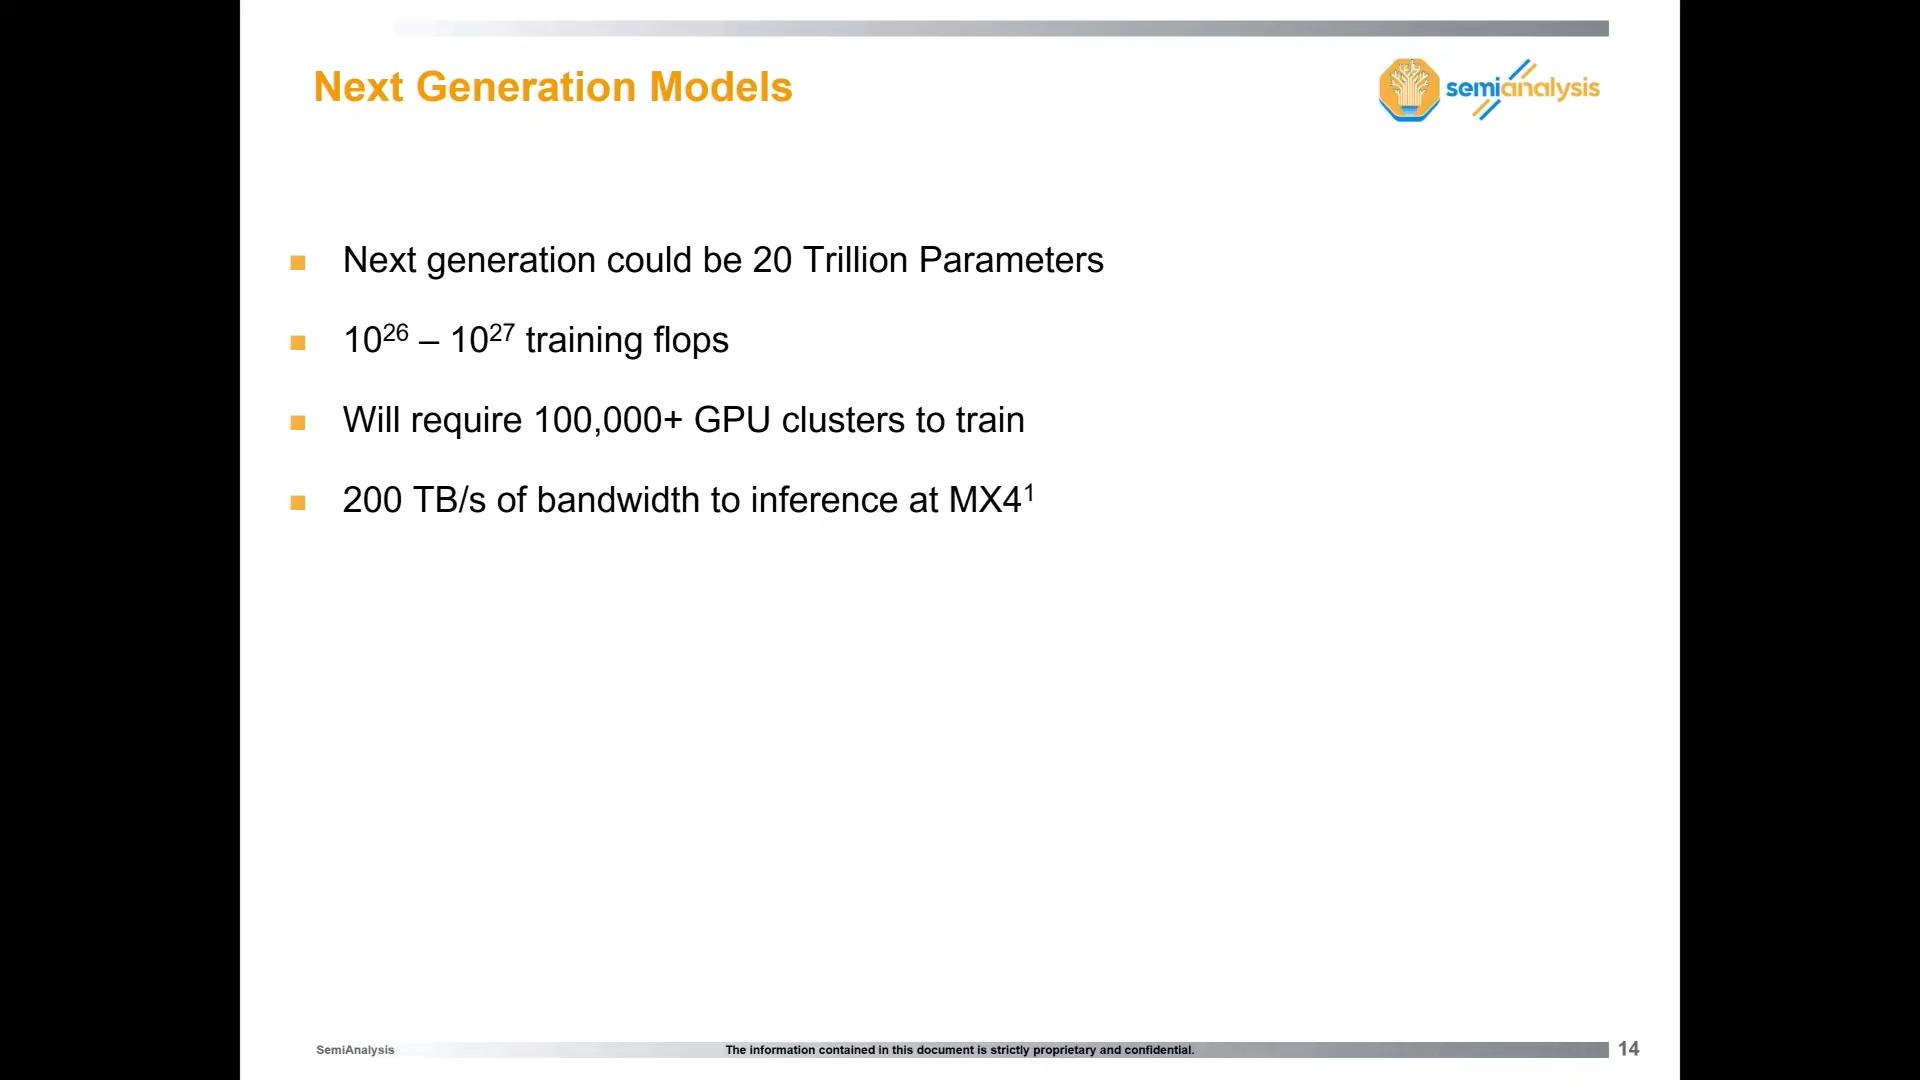 Next Generation Models
semianalysis
Next generation could be 20 Trillion Parameters
10²⁶ – 10²⁷ training flops
Will require 100,000+ GPU clusters to train
200 TB/s of bandwidth to inference at MX4¹
SemiAnalysis
The information contained in this document is strictly proprietary and confidential.
14